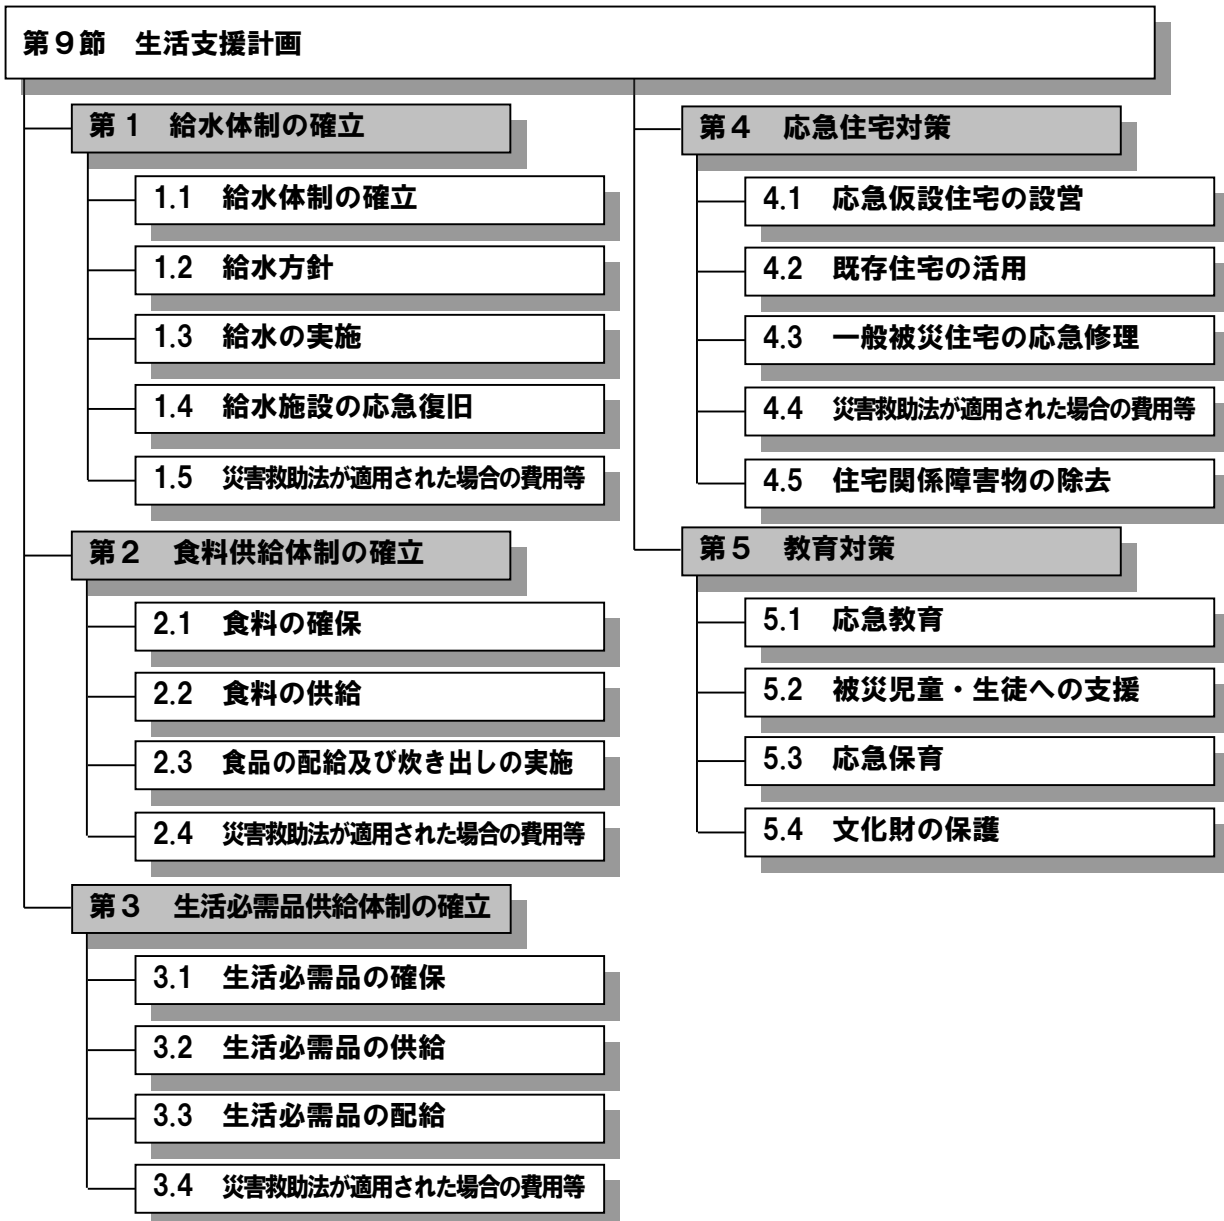 第９節　生活支援計画
第１　給水体制の確立
1.1　給水体制の確立
1.2　給水方針
1.3　給水の実施
1.4　給水施設の応急復旧
1.5　災害救助法が適用された場合の費用等
第２　食料供給体制の確立
2.1　食料の確保
2.2　食料の供給
2.3　食品の配給及び炊き出しの実施
2.4　災害救助法が適用された場合の費用等
第３　生活必需品供給体制の確立
3.1　生活必需品の確保
3.2　生活必需品の供給
3.3　生活必需品の配給
3.4　災害救助法が適用された場合の費用等
第４　応急住宅対策
4.1　応急仮設住宅の設営
4.2　既存住宅の活用
4.3　一般被災住宅の応急修理
4.4　災害救助法が適用された場合の費用等
4.5　住宅関係障害物の除去
第５　教育対策
5.1　応急教育
5.2　被災児童・生徒への支援
5.3　応急保育
5.4　文化財の保護